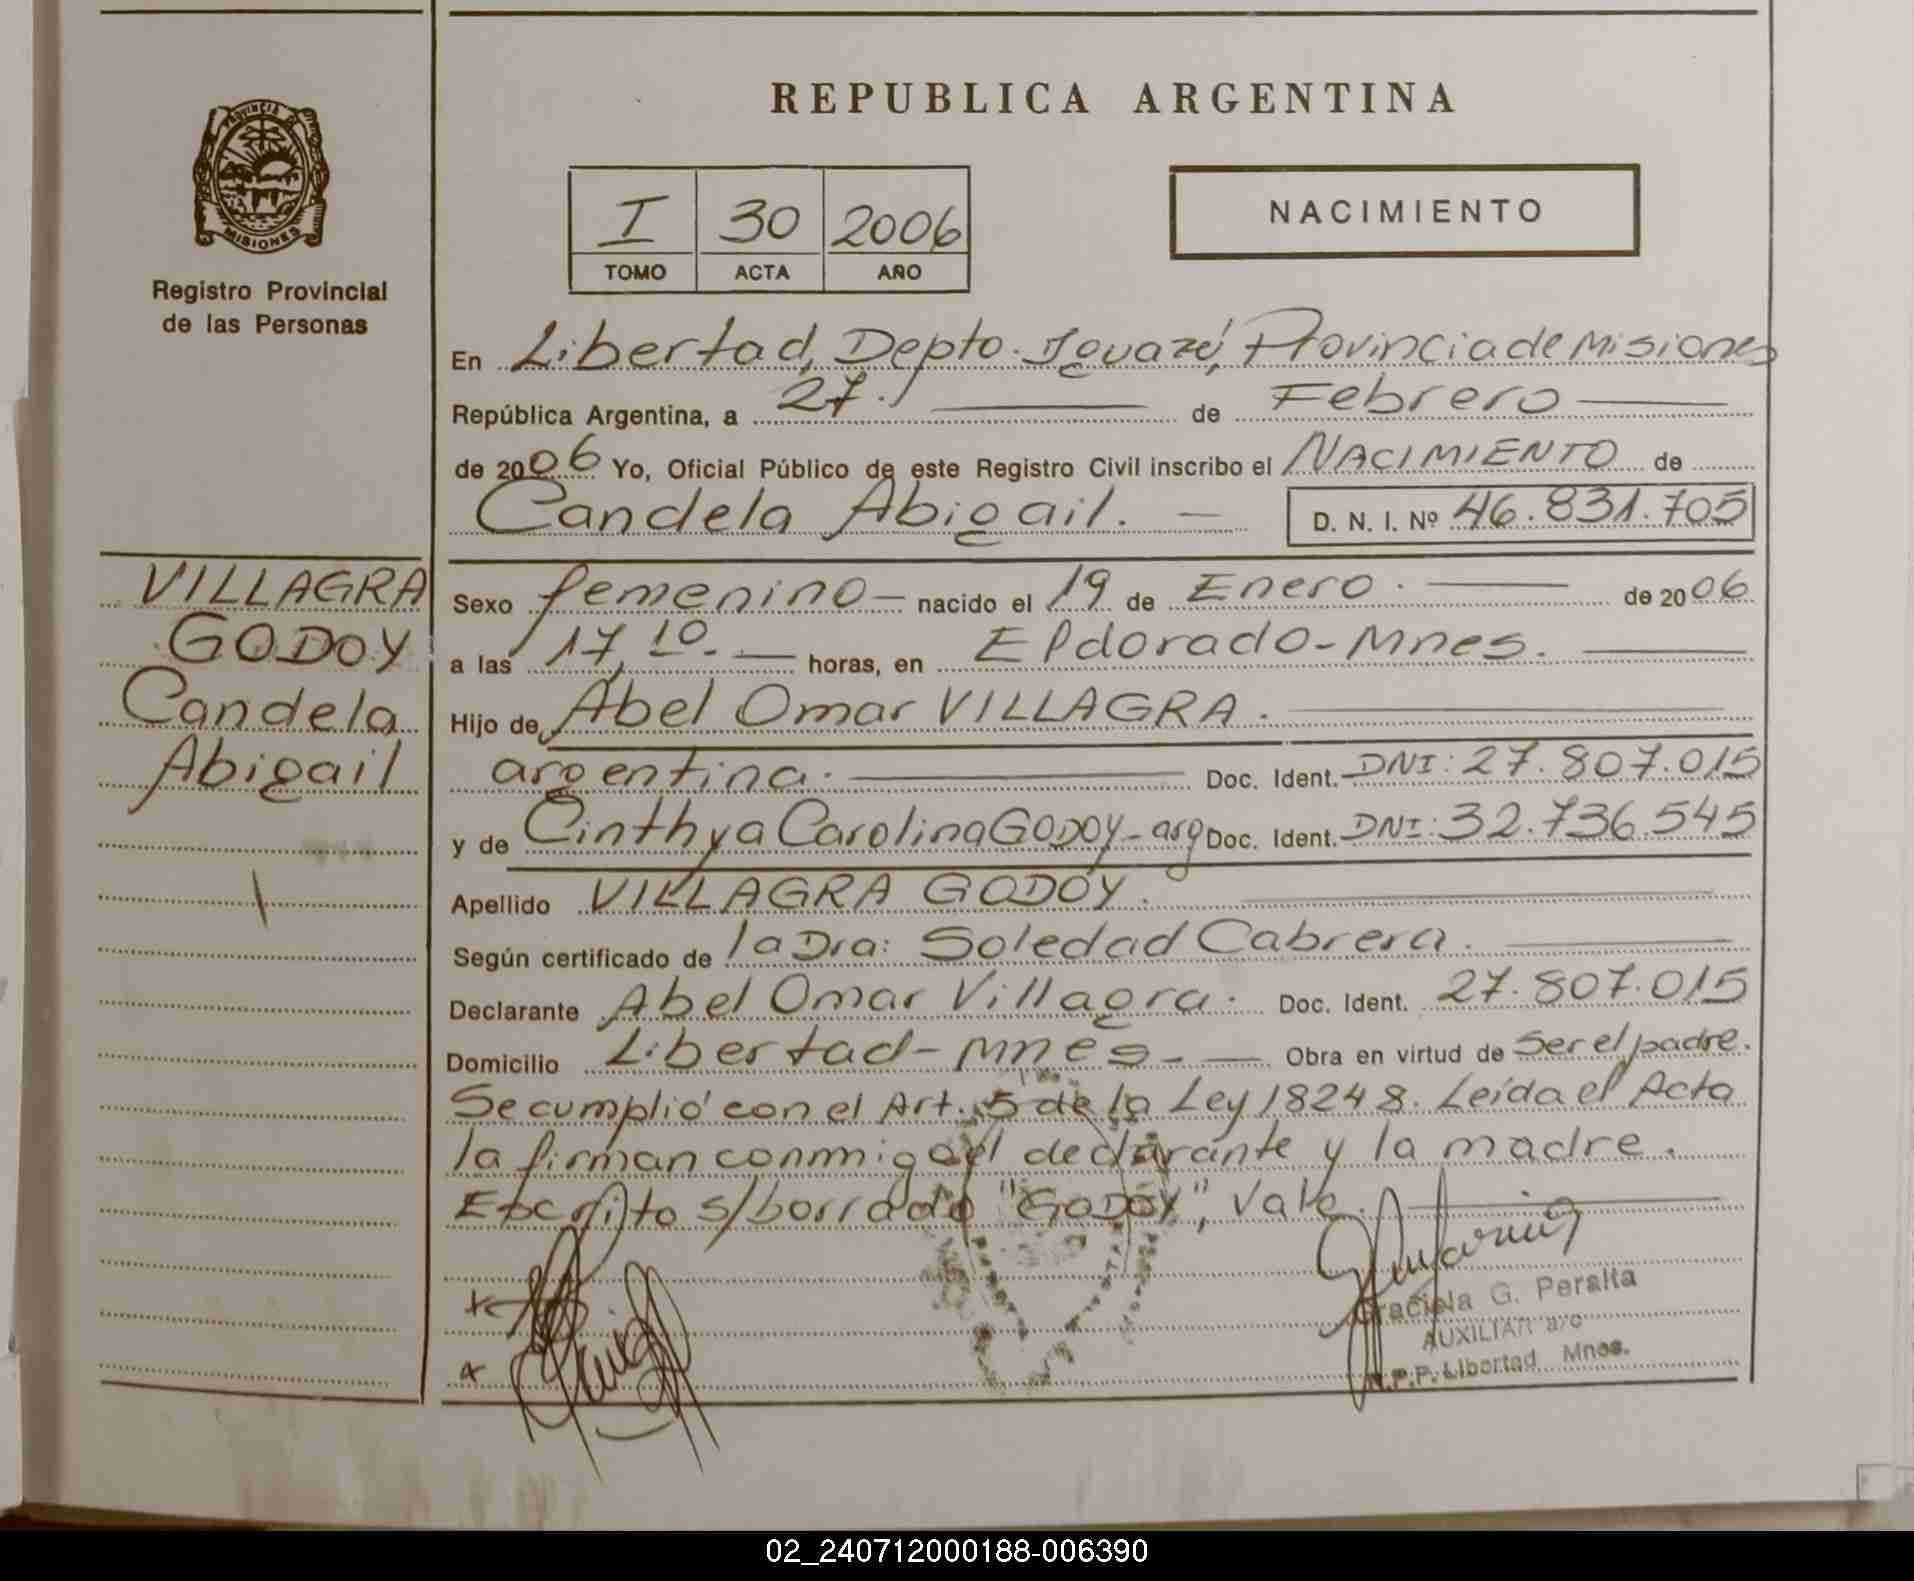 REPUBLICA ARGENTINA
PROVINCIA DE
MISIONES
Registro Provincial
de las Personas
I 30 2006
TOMO ACTA AÑO
NACIMIENTO
En Libertad, Depto. Iguazú, Provincia de Misiones
República Argentina, a 27. de Febrero
de 2006 Yo, Oficial Público de este Registro Civil inscribo el NACIMIENTO de
Candela Abigail. — D. N. I. Nº 46.831.705
VILLAGRA
GODOY
Candela
Abigail
Sexo femenino — nacido el 19 de Enero. — de 2006
a las 17,10. — horas, en Eldorado - Mnes. —
Hijo de Abel Omar VILLAGRA. —
argentina. — Doc. Ident. DNI: 27.807.015
y de Cinthya Carolina GODOY - arg Doc. Ident. DNI: 32.736.545
Apellido VILLAGRA GODOY. —
Según certificado de la Dra: Soledad Cabrera. —
Declarante Abel Omar Villagra. Doc. Ident. 27.807.015
Domicilio Libertad - Mnes. — Obra en virtud de ser el padre.
Se cumplió con el Art. 5 de la Ley 18248. Leída el Acta
la firman conmigo el declarante y la madre.
Escrito s/borrado "GODOY", Vale.
Graciela G. Peralta
AUXILIAR a/c
R.P.P. Libertad Mnes.
02_240712000188-006390